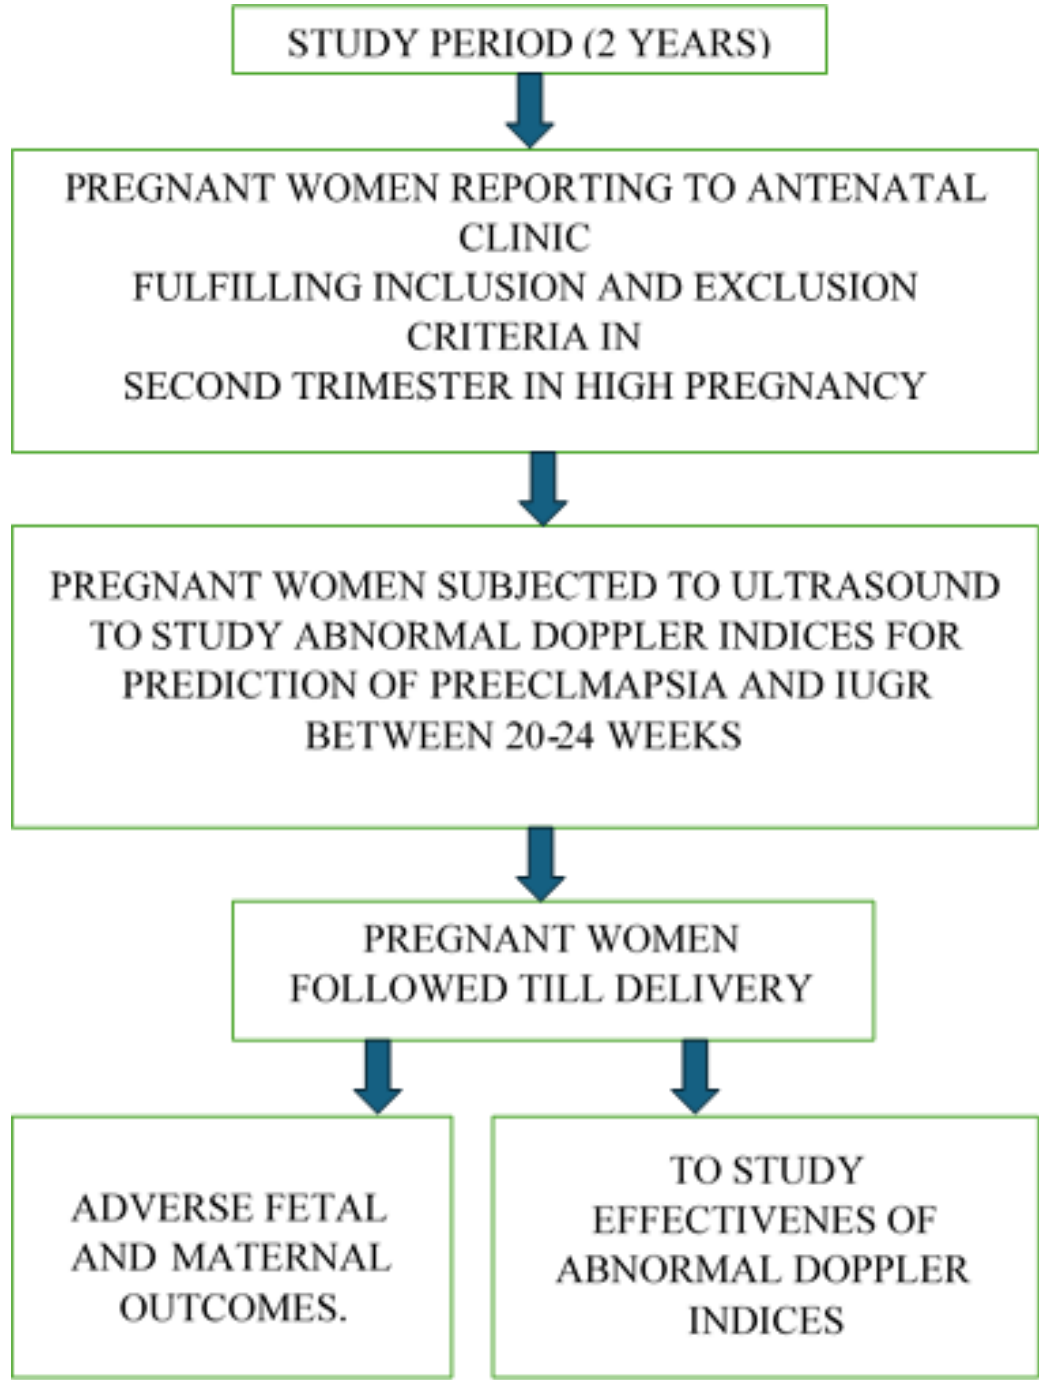 STUDY PERIOD (2 YEARS)
PREGNANT WOMEN REPORTING TO ANTENATAL
CLINIC
FULFILLING INCLUSION AND EXCLUSION
CRITERIA IN
SECOND TRIMESTER IN HIGH PREGNANCY
PREGNANT WOMEN SUBJECTED TO ULTRASOUND
TO STUDY ABNORMAL DOPPLER INDICES FOR
PREDICTION OF PREECLMAPSIA AND IUGR
BETWEEN 20-24 WEEKS
PREGNANT WOMEN
FOLLOWED TILL DELIVERY
ADVERSE FETAL
AND MATERNAL
OUTCOMES.
TO STUDY
EFFECTIVENES OF
ABNORMAL DOPPLER
INDICES